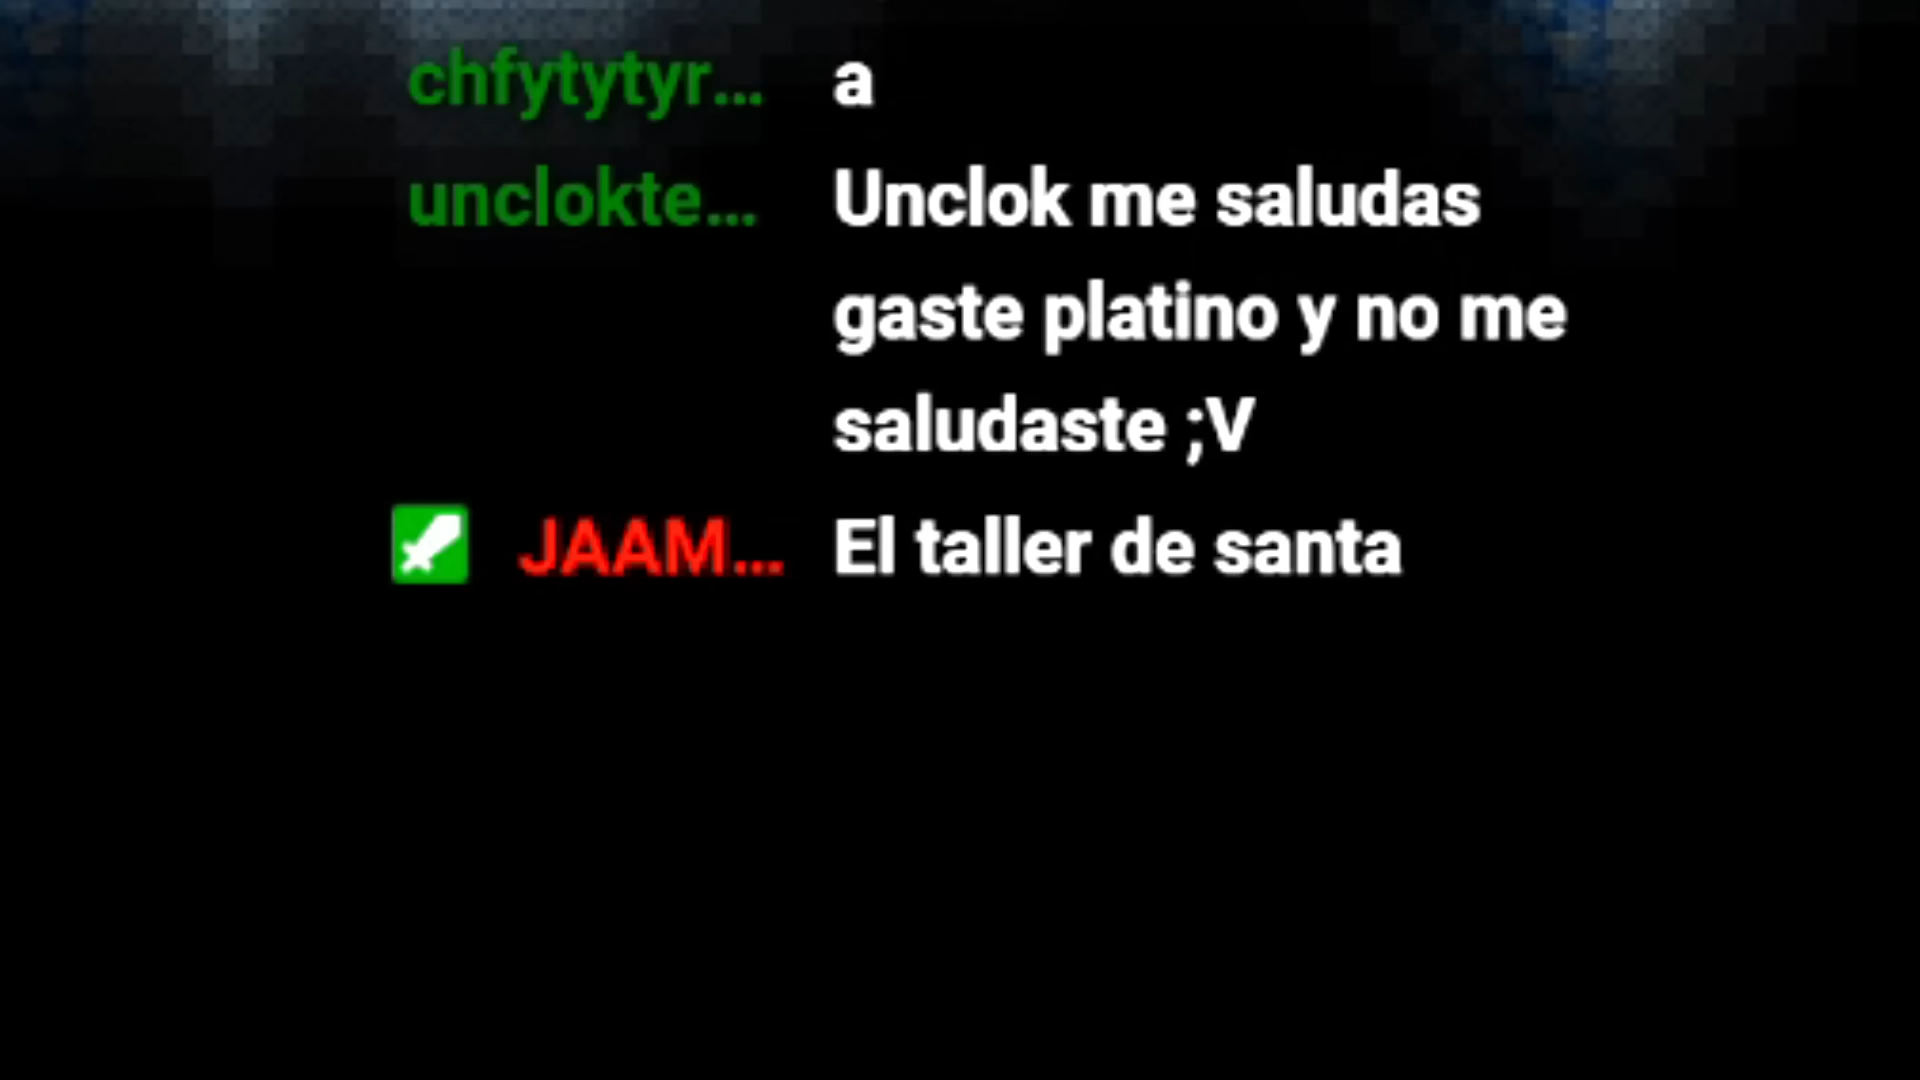 chfytytyr... a
unclokte... Unclok me saludas
gaste platino y no me
saludaste ;V
JAAM... El taller de santa